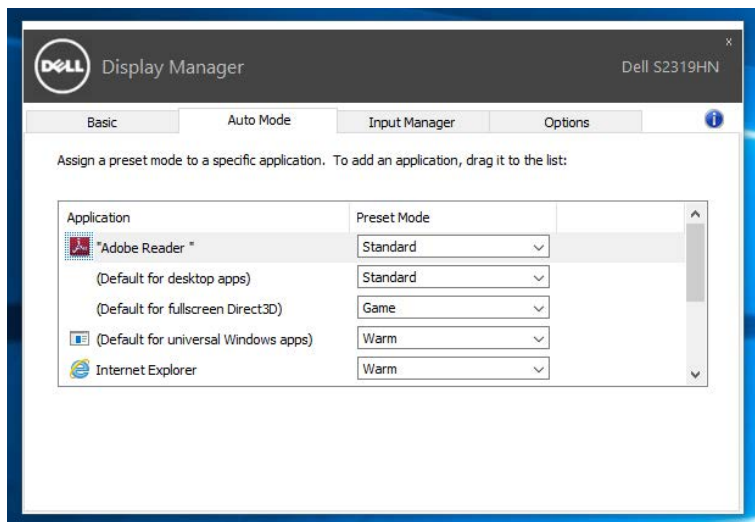 DELL Display Manager Dell S2319HN
x
Basic Auto Mode Input Manager Options
Assign a preset mode to a specific application. To add an application, drag it to the list:
Application Preset Mode
"Adobe Reader " Standard
(Default for desktop apps) Standard
(Default for fullscreen Direct3D) Game
(Default for universal Windows apps) Warm
Internet Explorer Warm